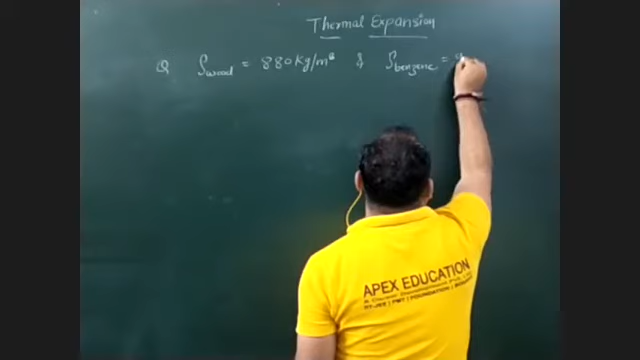 Thermal Expansion
Q ρwood = 880 kg/m³ & ρbenzene =
APEX EDUCATION